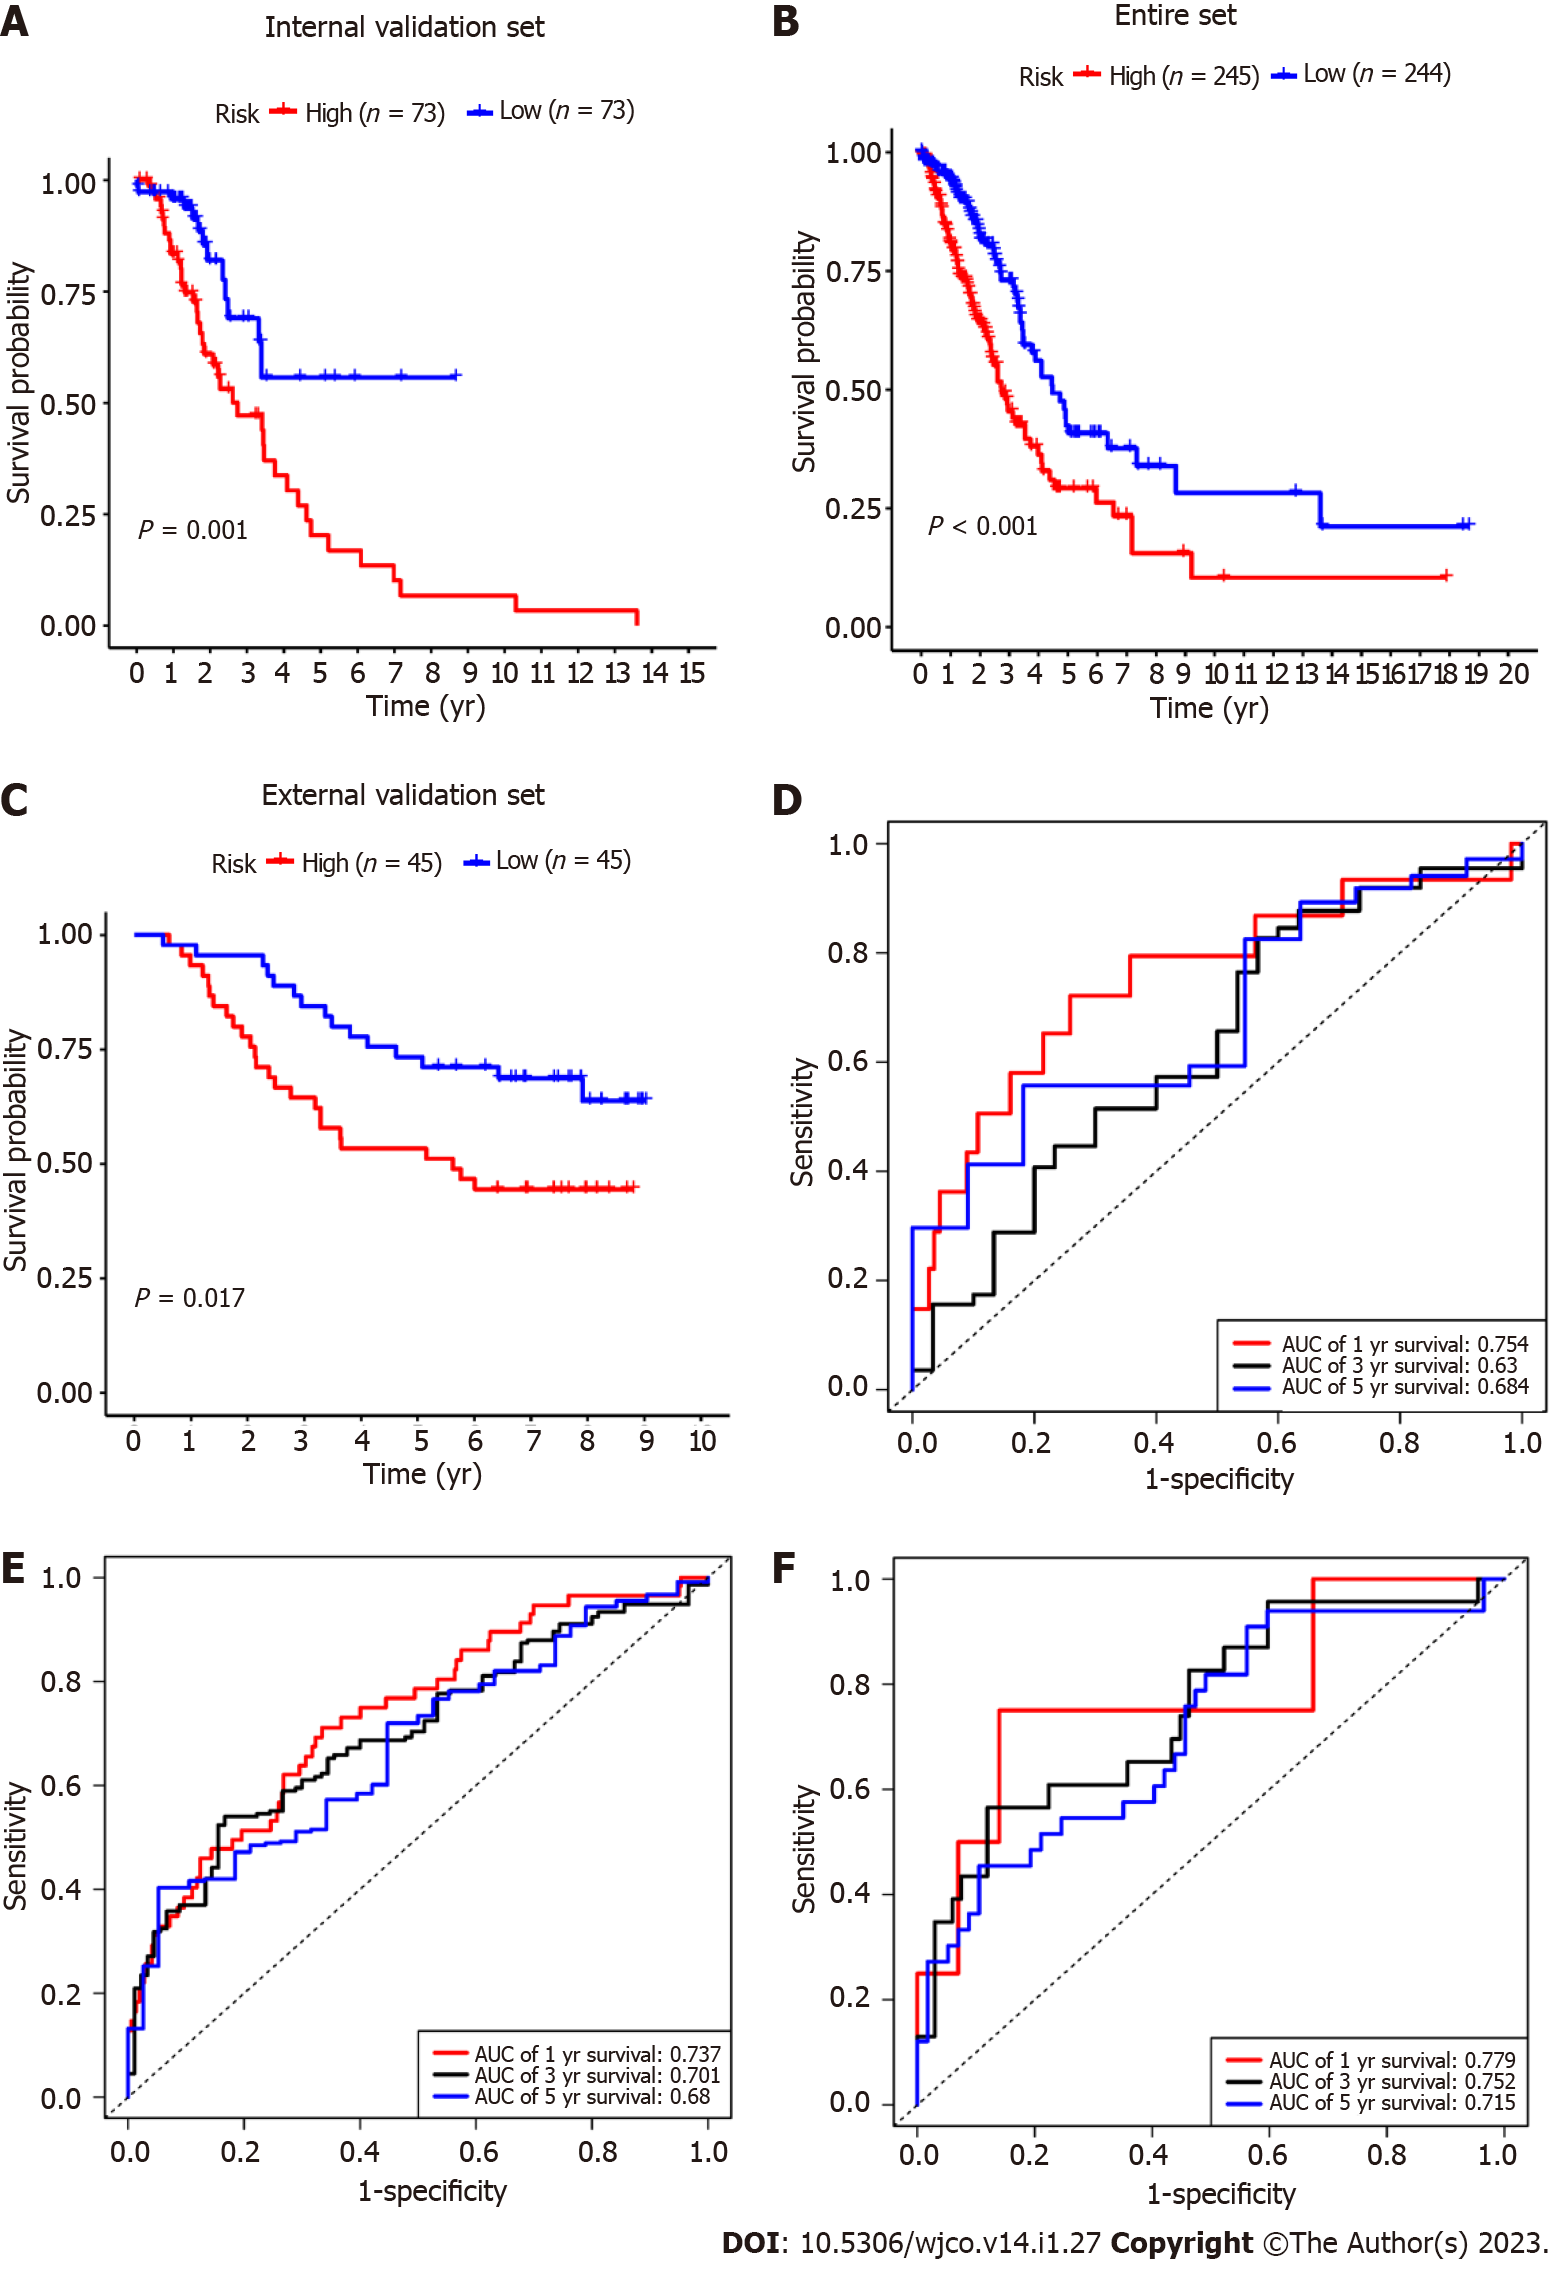 A
Internal validation set
Risk High (n = 73) Low (n = 73)
Survival probability
1.00
0.75
0.50
0.25
0.00
P = 0.001
0 1 2 3 4 5 6 7 8 9 10 11 12 13 14 15
Time (yr)
B
Entire set
Risk High (n = 245) Low (n = 244)
Survival probability
1.00
0.75
0.50
0.25
0.00
P < 0.001
0 1 2 3 4 5 6 7 8 9 10 11 12 13 14 15 16 17 18 19 20
Time (yr)
C
External validation set
Risk High (n = 45) Low (n = 45)
Survival probability
1.00
0.75
0.50
0.25
0.00
P = 0.017
0 1 2 3 4 5 6 7 8 9 10
Time (yr)
D
Sensitivity
1.0
0.8
0.6
0.4
0.2
0.0
AUC of 1 yr survival: 0.754
AUC of 3 yr survival: 0.63
AUC of 5 yr survival: 0.684
0.0 0.2 0.4 0.6 0.8 1.0
1-specificity
E
Sensitivity
1.0
0.8
0.6
0.4
0.2
0.0
AUC of 1 yr survival: 0.737
AUC of 3 yr survival: 0.701
AUC of 5 yr survival: 0.68
0.0 0.2 0.4 0.6 0.8 1.0
1-specificity
F
Sensitivity
1.0
0.8
0.6
0.4
0.2
0.0
AUC of 1 yr survival: 0.779
AUC of 3 yr survival: 0.752
AUC of 5 yr survival: 0.715
0.0 0.2 0.4 0.6 0.8 1.0
1-specificity
DOI: 10.5306/wjco.v14.i1.27 Copyright ©The Author(s) 2023.